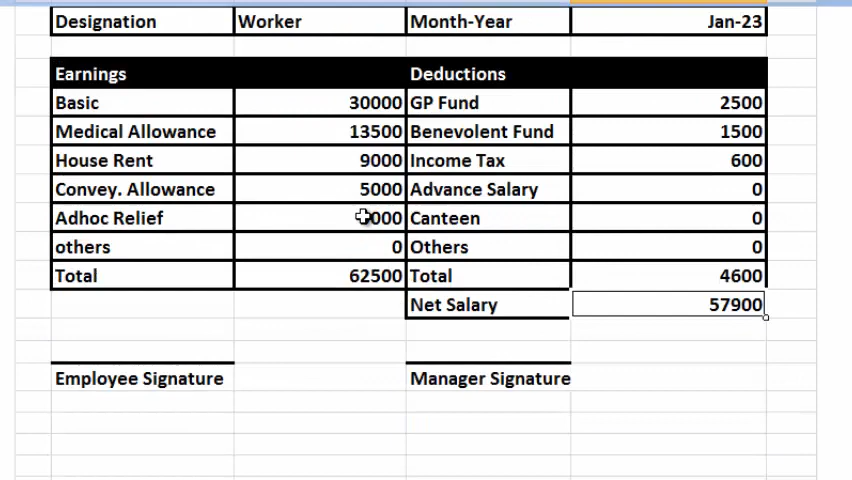 Designation Worker Month-Year Jan-23
Earnings Deductions
Basic 30000 GP Fund 2500
Medical Allowance 13500 Benevolent Fund 1500
House Rent 9000 Income Tax 600
Convey. Allowance 5000 Advance Salary 0
Adhoc Relief Canteen 0
others 0 Others 0
Total 62500 Total 4600
Net Salary 57900
Employee Signature Manager Signature